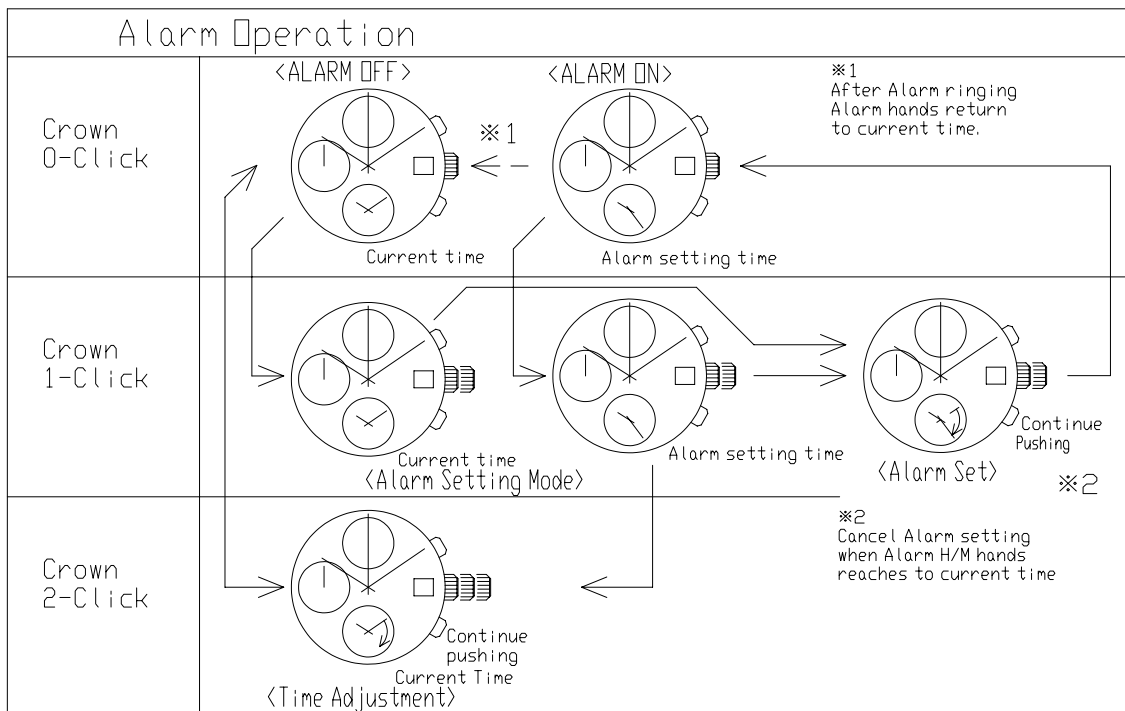 Alarm Operation
Crown
0-Click
<ALARM OFF>
※1
Current time
<ALARM ON>
Alarm setting time
※1
After Alarm ringing
Alarm hands return
to current time.
Crown
1-Click
Current time
<Alarm Setting Mode>
Alarm setting time
Continue
Pushing
<Alarm Set>
※2
Crown
2-Click
Continue
pushing
Current Time
<Time Adjustment>
※2
Cancel Alarm setting
when Alarm H/M hands
reaches to current time